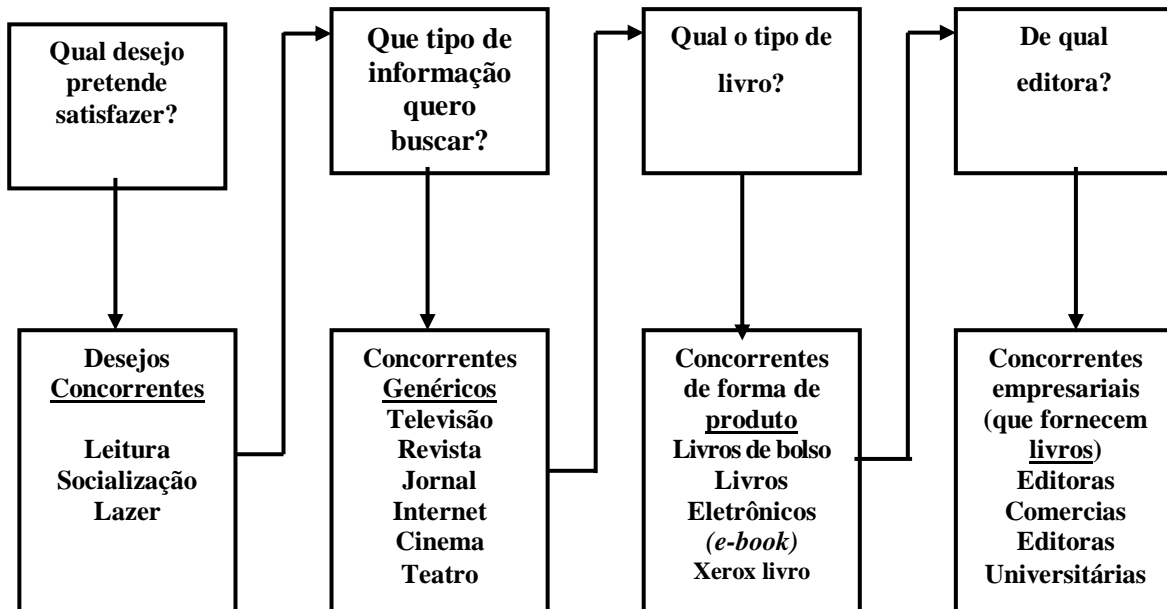 Qual desejo
pretende
satisfazer?
Que tipo de
informação
quero
buscar?
Qual o tipo de
livro?
De qual
editora?
Desejos
Concorrentes
Leitura
Socialização
Lazer
Concorrentes
Genéricos
Televisão
Revista
Jornal
Internet
Cinema
Teatro
Concorrentes
de forma de
produto
Livros de bolso
Livros
Eletrônicos
(e-book)
Xerox livro
Concorrentes
empresariais
(que fornecem
livros)
Editoras
Comercias
Editoras
Universitárias